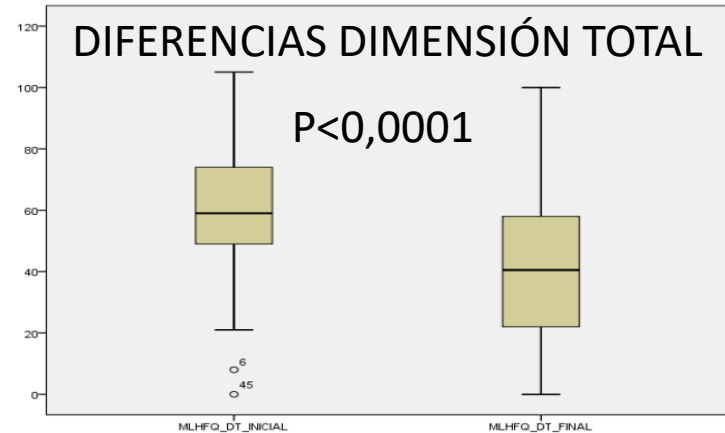 DIFERENCIAS DIMENSIÓN TOTAL
P<0,0001
120
100
80
60
40
20
0
6
45
MLHFQ_DT_INICIAL
MLHFQ_DT_FINAL